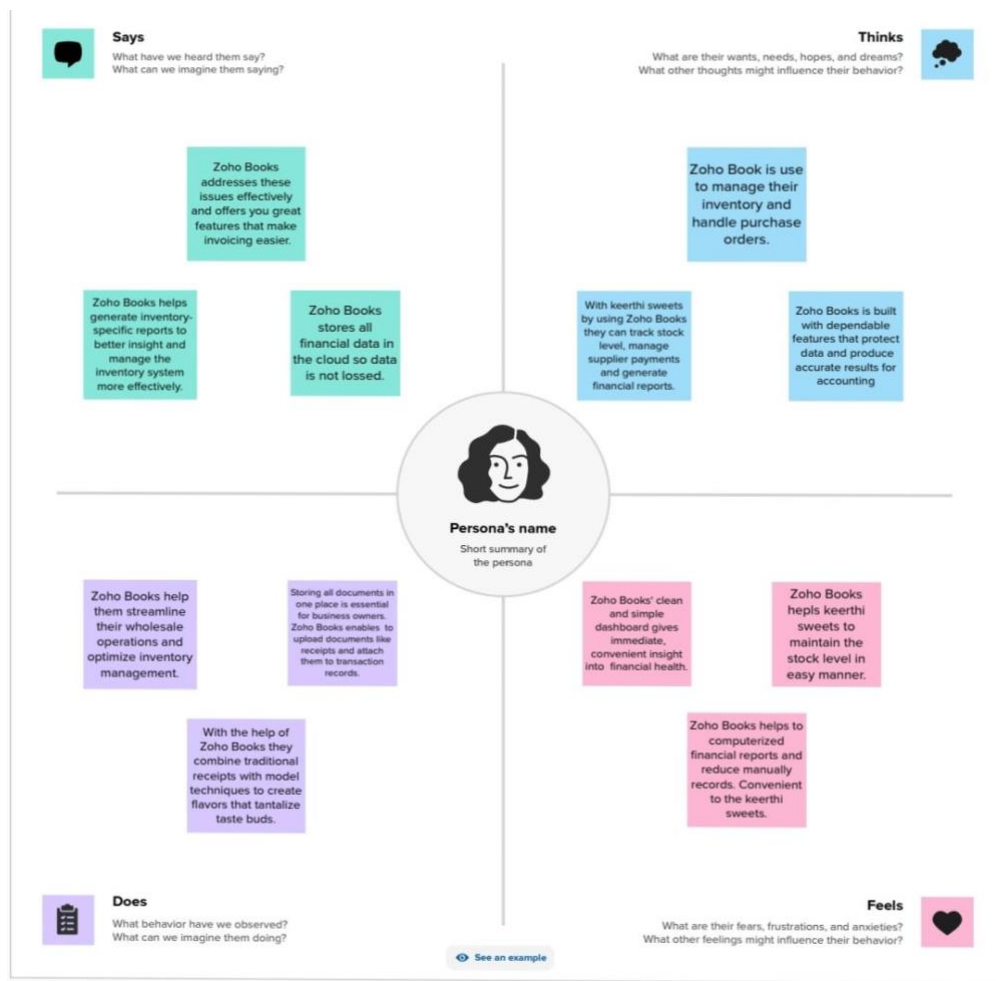 Says
What have we heard them say?
What can we imagine them saying?
Thinks
What are their wants, needs, hopes, and dreams?
What other thoughts might influence their behavior?
Zoho Books
addresses these
issues effectively
and offers you great
features that make
invoicing easier.
Zoho Books helps
generate inventory-
specific reports to
better insight and
manage the
inventory system
more effectively.
Zoho Books
stores all
financial data in
the cloud so data
is not lossed.
Zoho Book is use
to manage their
inventory and
handle purchase
orders.
With keerthi sweets
by using Zoho Books
they can track stock
level, manage
supplier payments
and generate
financial reports.
Zoho Books is built
with dependable
features that protect
data and produce
accurate results for
accounting
Persona's name
Short summary of
the persona
Zoho Books help
them streamline
their wholesale
operations and
optimize inventory
management.
Storing all documents in
one place is essential
for business owners.
Zoho Books enables to
upload documents like
receipts and attach
them to transaction
records.
With the help of
Zoho Books they
combine traditional
receipts with model
techniques to create
flavors that tantalize
taste buds.
Zoho Books' clean
and simple
dashboard gives
immediate,
convenient insight
into financial health.
Zoho Books
hepls keerthi
sweets to
maintain the
stock level in
easy manner.
Zoho Books helps to
computerized
financial reports and
reduce manually
records. Convenient
to the keerthi
sweets.
Does
What behavior have we observed?
What can we imagine them doing?
Feels
What are their fears, frustrations, and anxieties?
What other feelings might influence their behavior?
See an example